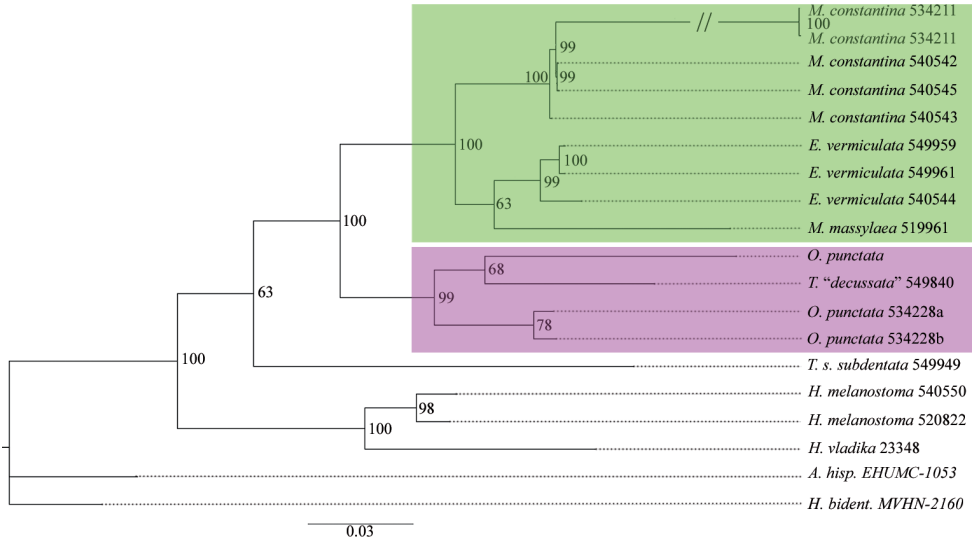 M. constantina 534211
100
M. constantina 534211
99
M. constantina 540542
100
99
M. constantina 540545
M. constantina 540543
100
E. vermiculata 549959
100
E. vermiculata 549961
99
E. vermiculata 540544
63
M. massylaea 519961
100
O. punctata
68
T. “decussata” 549840
99
O. punctata 534228a
78
O. punctata 534228b
63
T. s. subdentata 549949
100
H. melanostoma 540550
98
H. melanostoma 520822
100
H. vladika 23348
A. hisp. EHUMC-1053
H. bident. MVHN-2160
0.03